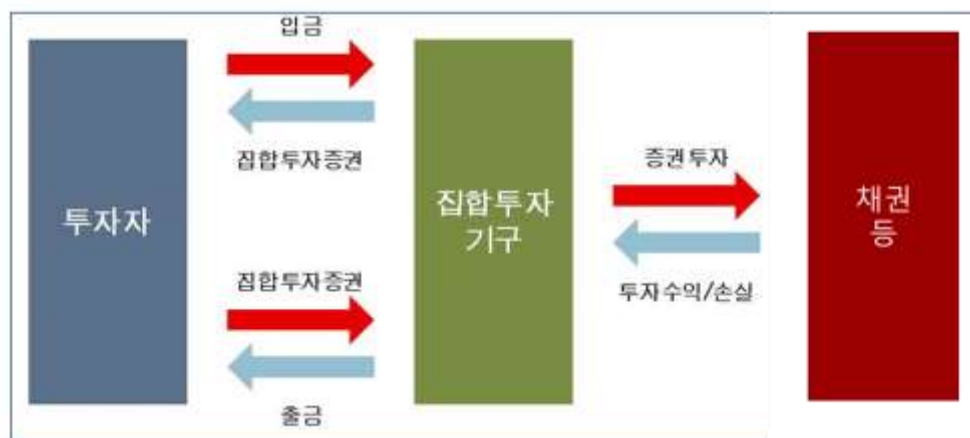 입금
집합투자증권
투자자
집합투자증권
출금
집합투자
기구
증권 투자
투자 수익/손실
채권
등